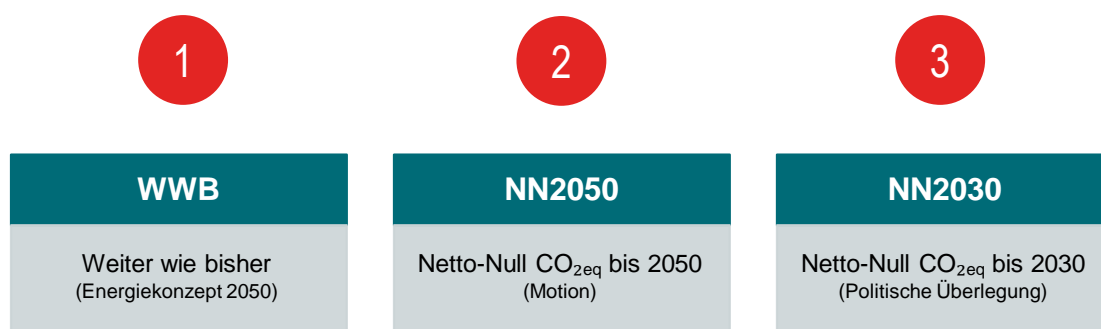 1
2
3
WWB
NN2050
NN2030
Weiter wie bisher
(Energiekonzept 2050)
Netto-Null CO₂eq bis 2050
(Motion)
Netto-Null CO₂eq bis 2030
(Politische Überlegung)